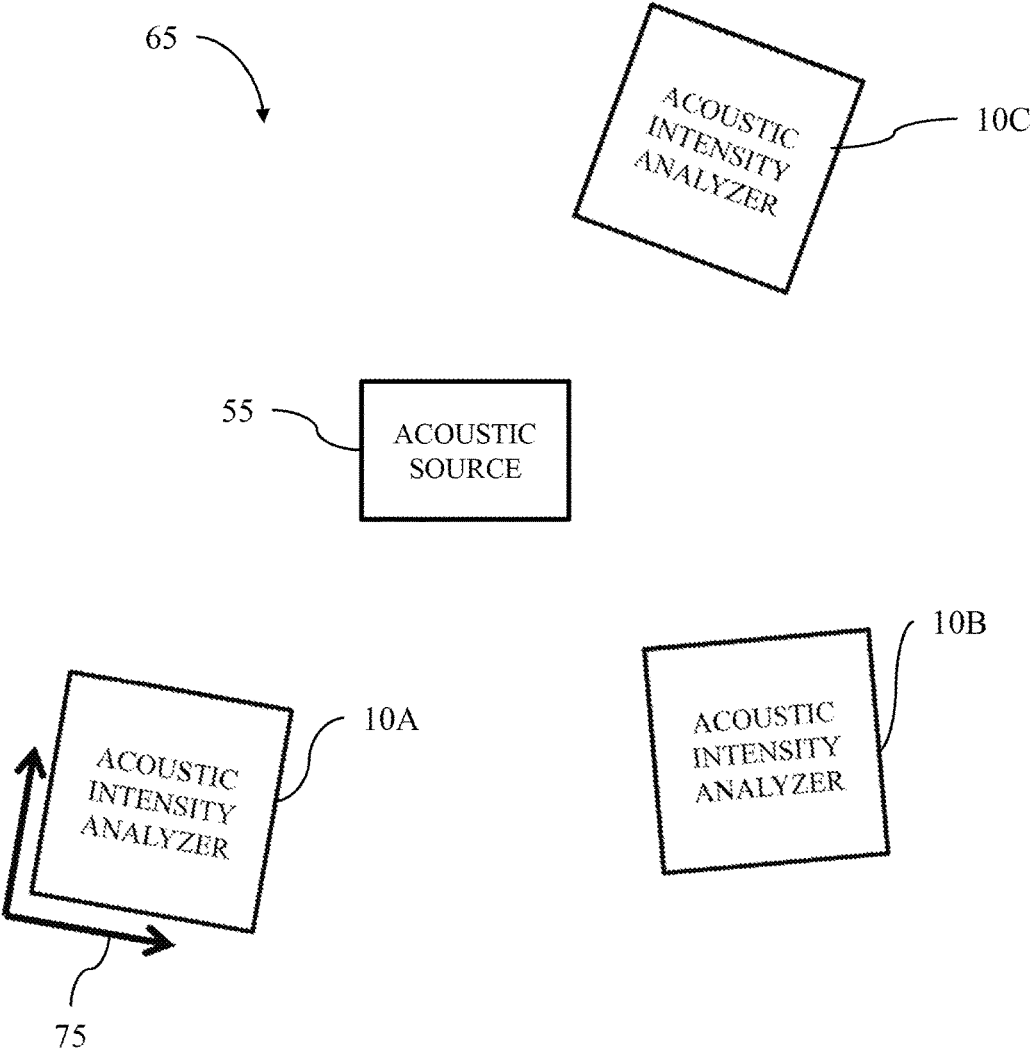 65
ACOUSTIC
INTENSITY
ANALYZER
10C
55
ACOUSTIC
SOURCE
10B
ACOUSTIC
INTENSITY
ANALYZER
10A
ACOUSTIC
INTENSITY
ANALYZER
75